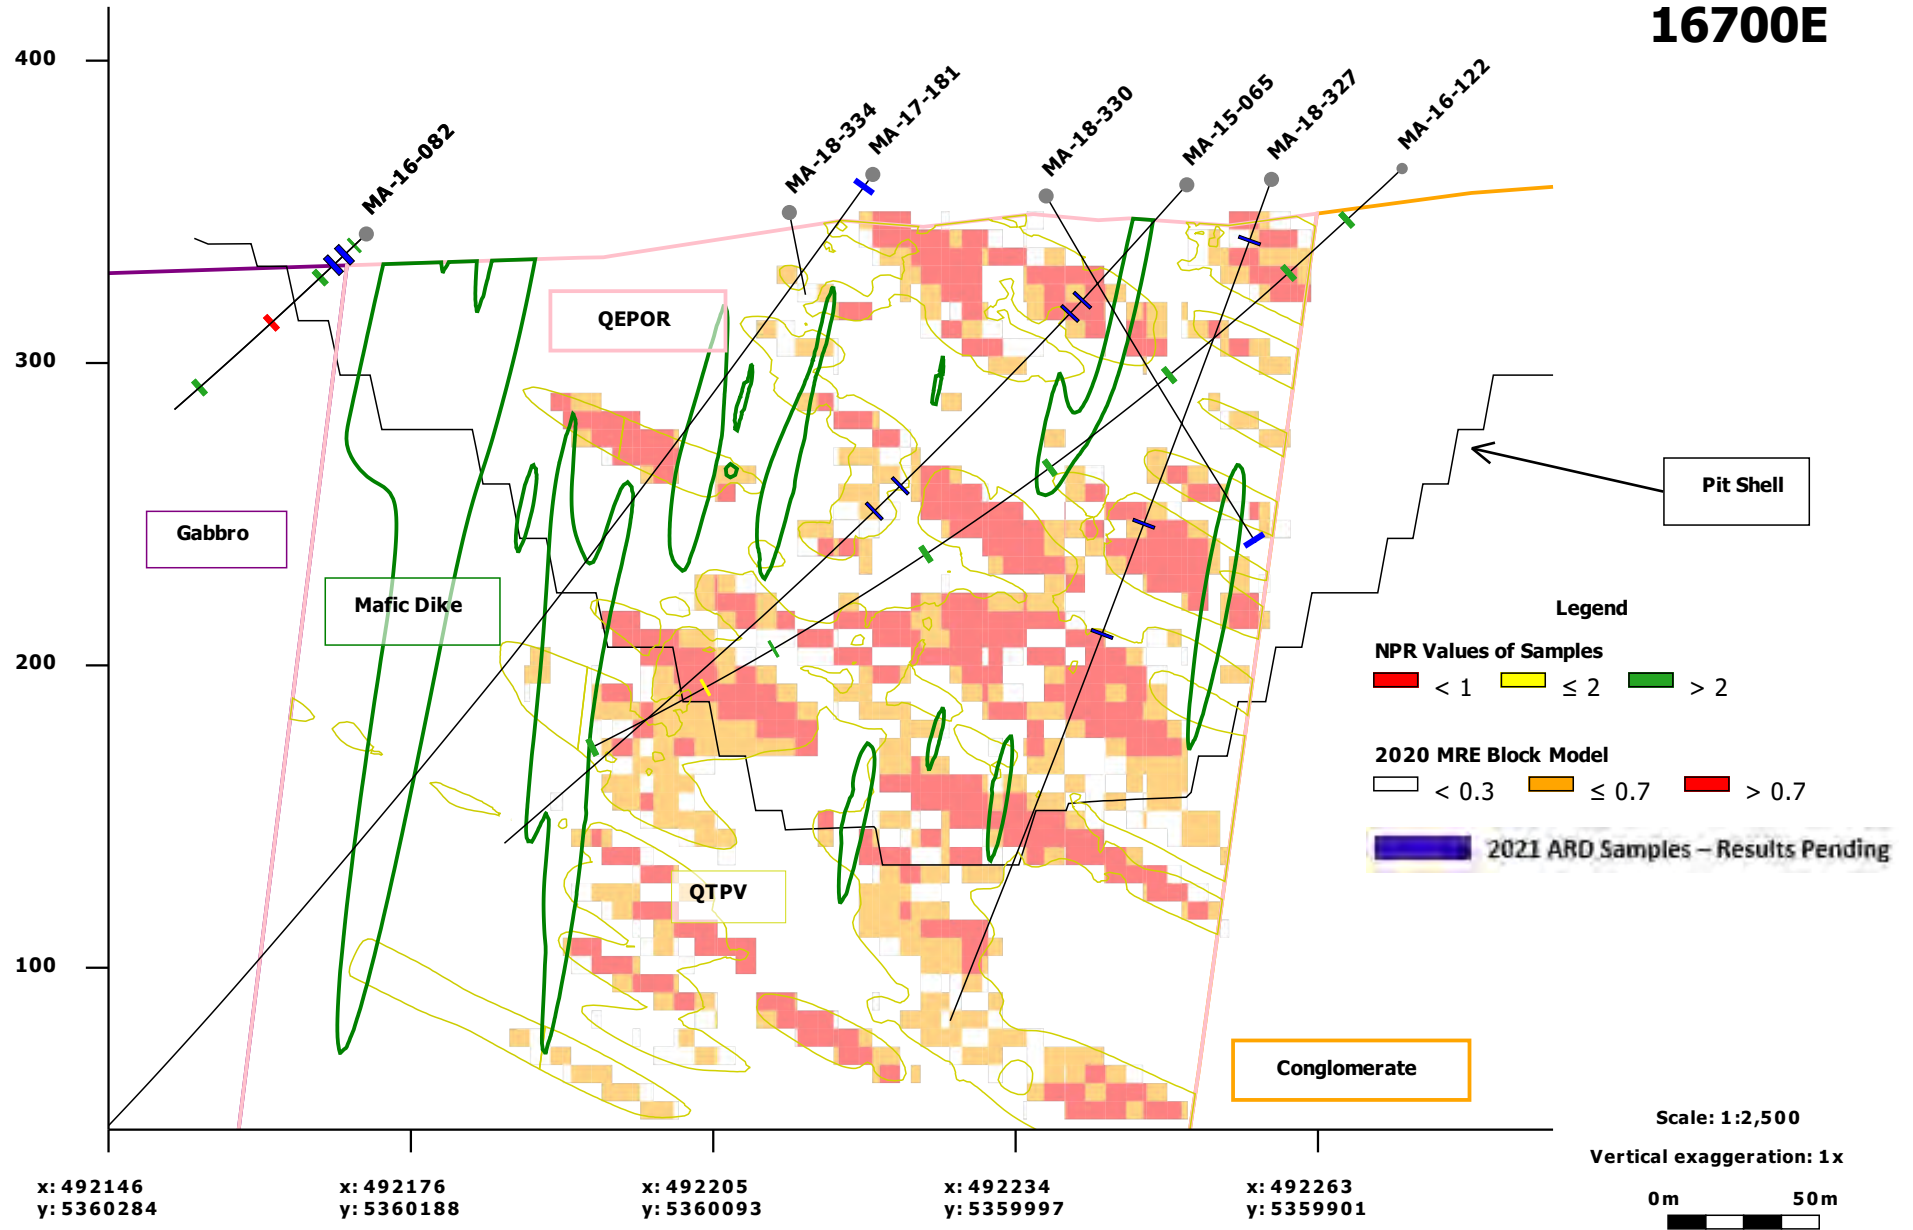 16700E
400
300
200
100
MA-16-082
MA-18-334
MA-17-181
MA-18-330
MA-15-065
MA-18-327
MA-16-122
QEPOR
Gabbro
Mafic Dike
QTPV
Conglomerate
Pit Shell
Legend
NPR Values of Samples
< 1 ≤ 2 > 2
2020 MRE Block Model
< 0.3 ≤ 0.7 > 0.7
2021 ARD Samples – Results Pending
Scale: 1:2,500
Vertical exaggeration: 1x
0m 50m
x: 492146 x: 492176 x: 492205 x: 492234 x: 492263
y: 5360284 y: 5360188 y: 5360093 y: 5359997 y: 5359901